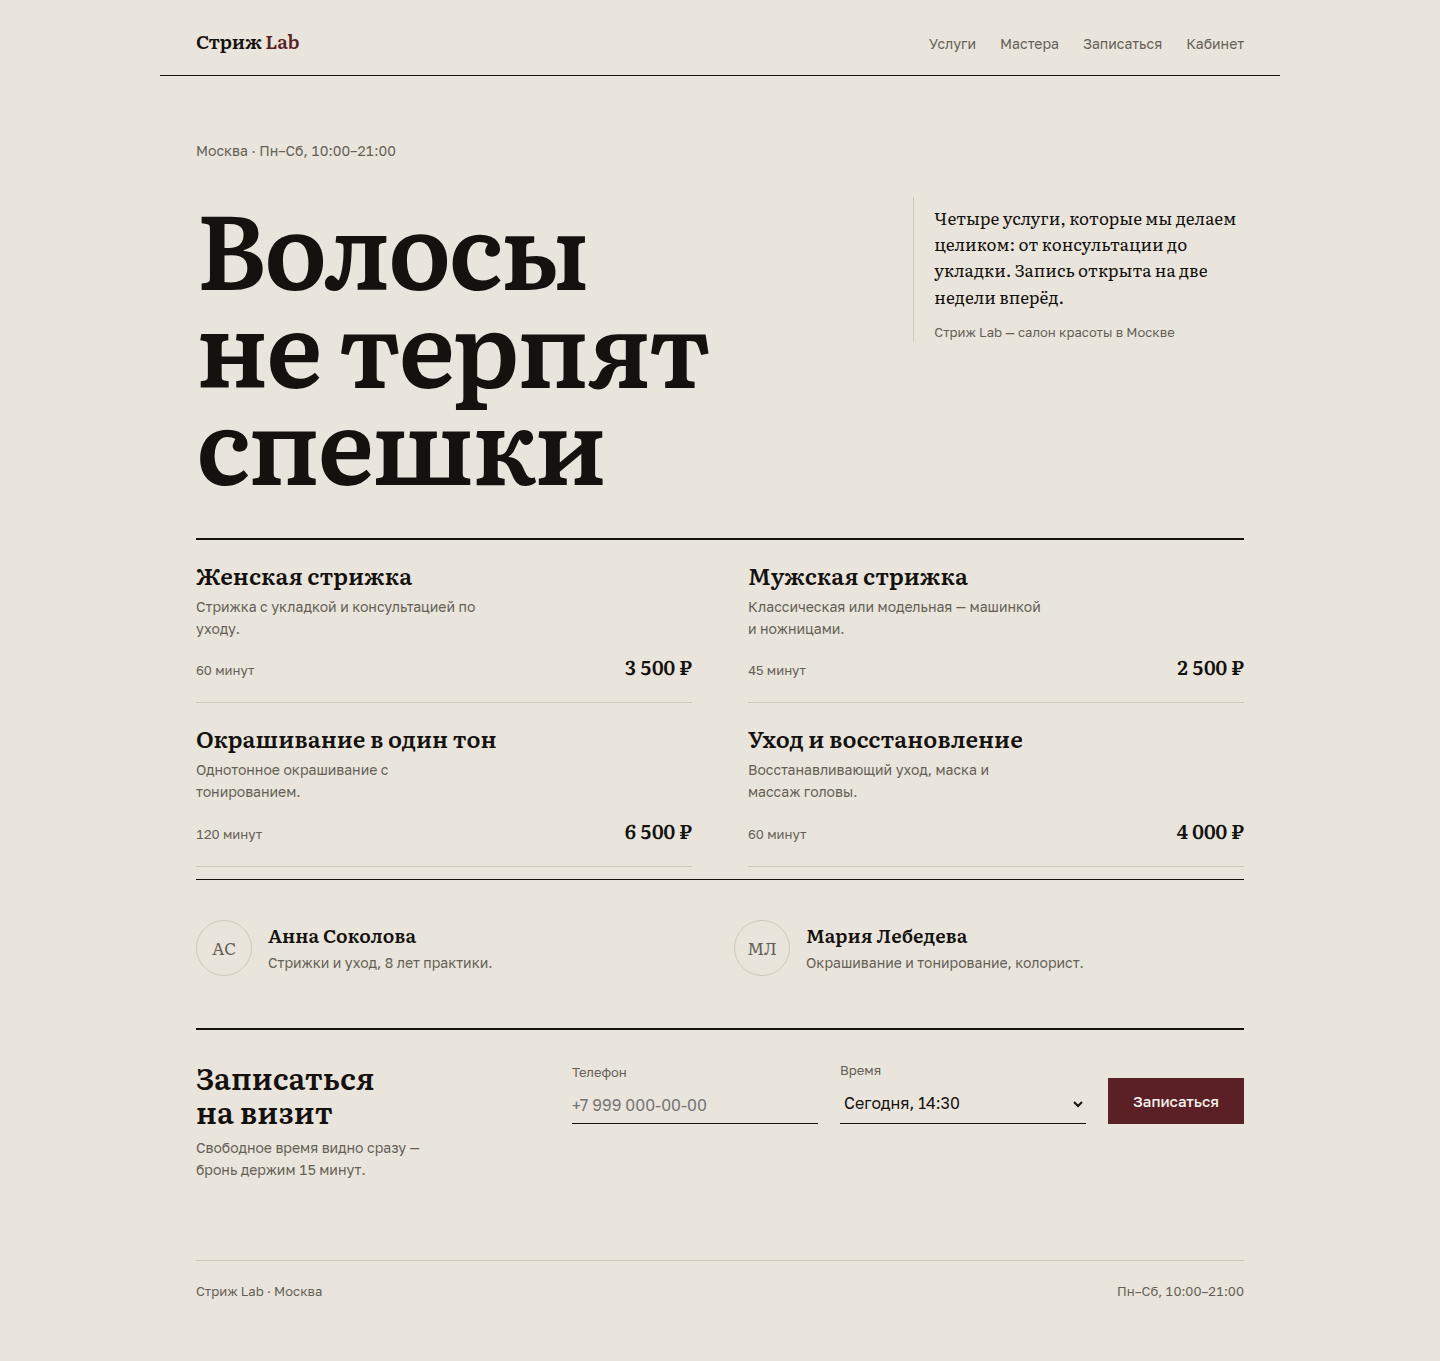 Стриж Lab
Услуги Мастера Записаться Кабинет
Москва · Пн–Сб, 10:00–21:00
Волосы
не терпят
спешки
Четыре услуги, которые мы делаем
целиком: от консультации до
укладки. Запись открыта на две
недели вперёд.
Стриж Lab — салон красоты в Москве
Женская стрижка
Стрижка с укладкой и консультацией по
уходу.
60 минут 3 500 ₽
Мужская стрижка
Классическая или модельная — машинкой
и ножницами.
45 минут 2 500 ₽
Окрашивание в один тон
Однотонное окрашивание с
тонированием.
120 минут 6 500 ₽
Уход и восстановление
Восстанавливающий уход, маска и
массаж головы.
60 минут 4 000 ₽
АС
Анна Соколова
Стрижки и уход, 8 лет практики.
МЛ
Мария Лебедева
Окрашивание и тонирование, колорист.
Записаться
на визит
Свободное время видно сразу —
бронь держим 15 минут.
Телефон
+7 999 000-00-00
Время
Сегодня, 14:30
Записаться
Стриж Lab · Москва
Пн–Сб, 10:00–21:00